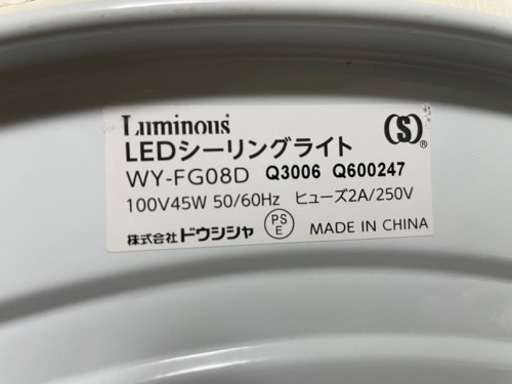 Luminous
(S)®
LEDシーリングライト
WY-FG08D Q3006 Q600247
100V45W 50/60Hz ヒューズ2A/250V
株式会社ドウシシャ PSE MADE IN CHINA